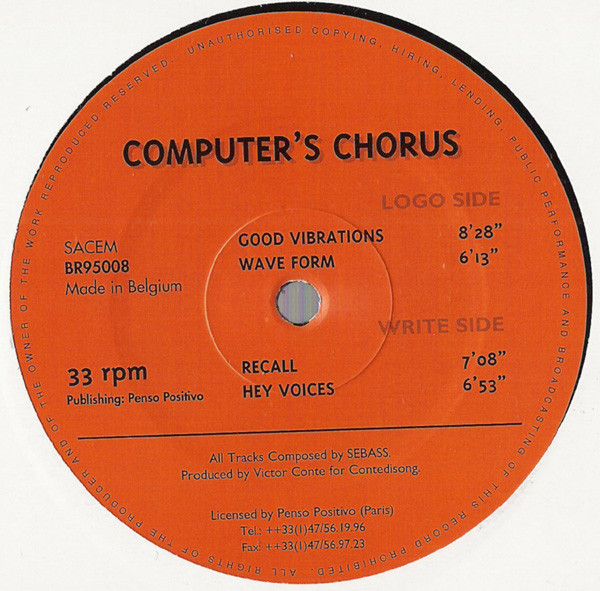 ALL RIGHTS OF THE PRODUCER AND OF THE OWNER OF THE WORK REPRODUCED RESERVED. UNAUTHORISED COPYING, HIRING, LENDING, PUBLIC PERFORMANCE AND BROADCASTING OF THIS RECORD PROHIBITED.
COMPUTER'S CHORUS
LOGO SIDE
SACEM
BR95008
Made in Belgium
GOOD VIBRATIONS 8'28"
WAVE FORM 6'13"
WRITE SIDE
33 rpm
Publishing: Penso Positivo
RECALL 7'08"
HEY VOICES 6'53"
All Tracks Composed by SEBASS.
Produced by Victor Conte for Contedisong.
Licensed by Penso Positivo (Paris)
Tel.: ++33(1)47/56.19.96
Fax: ++33(1)47/56.97.23